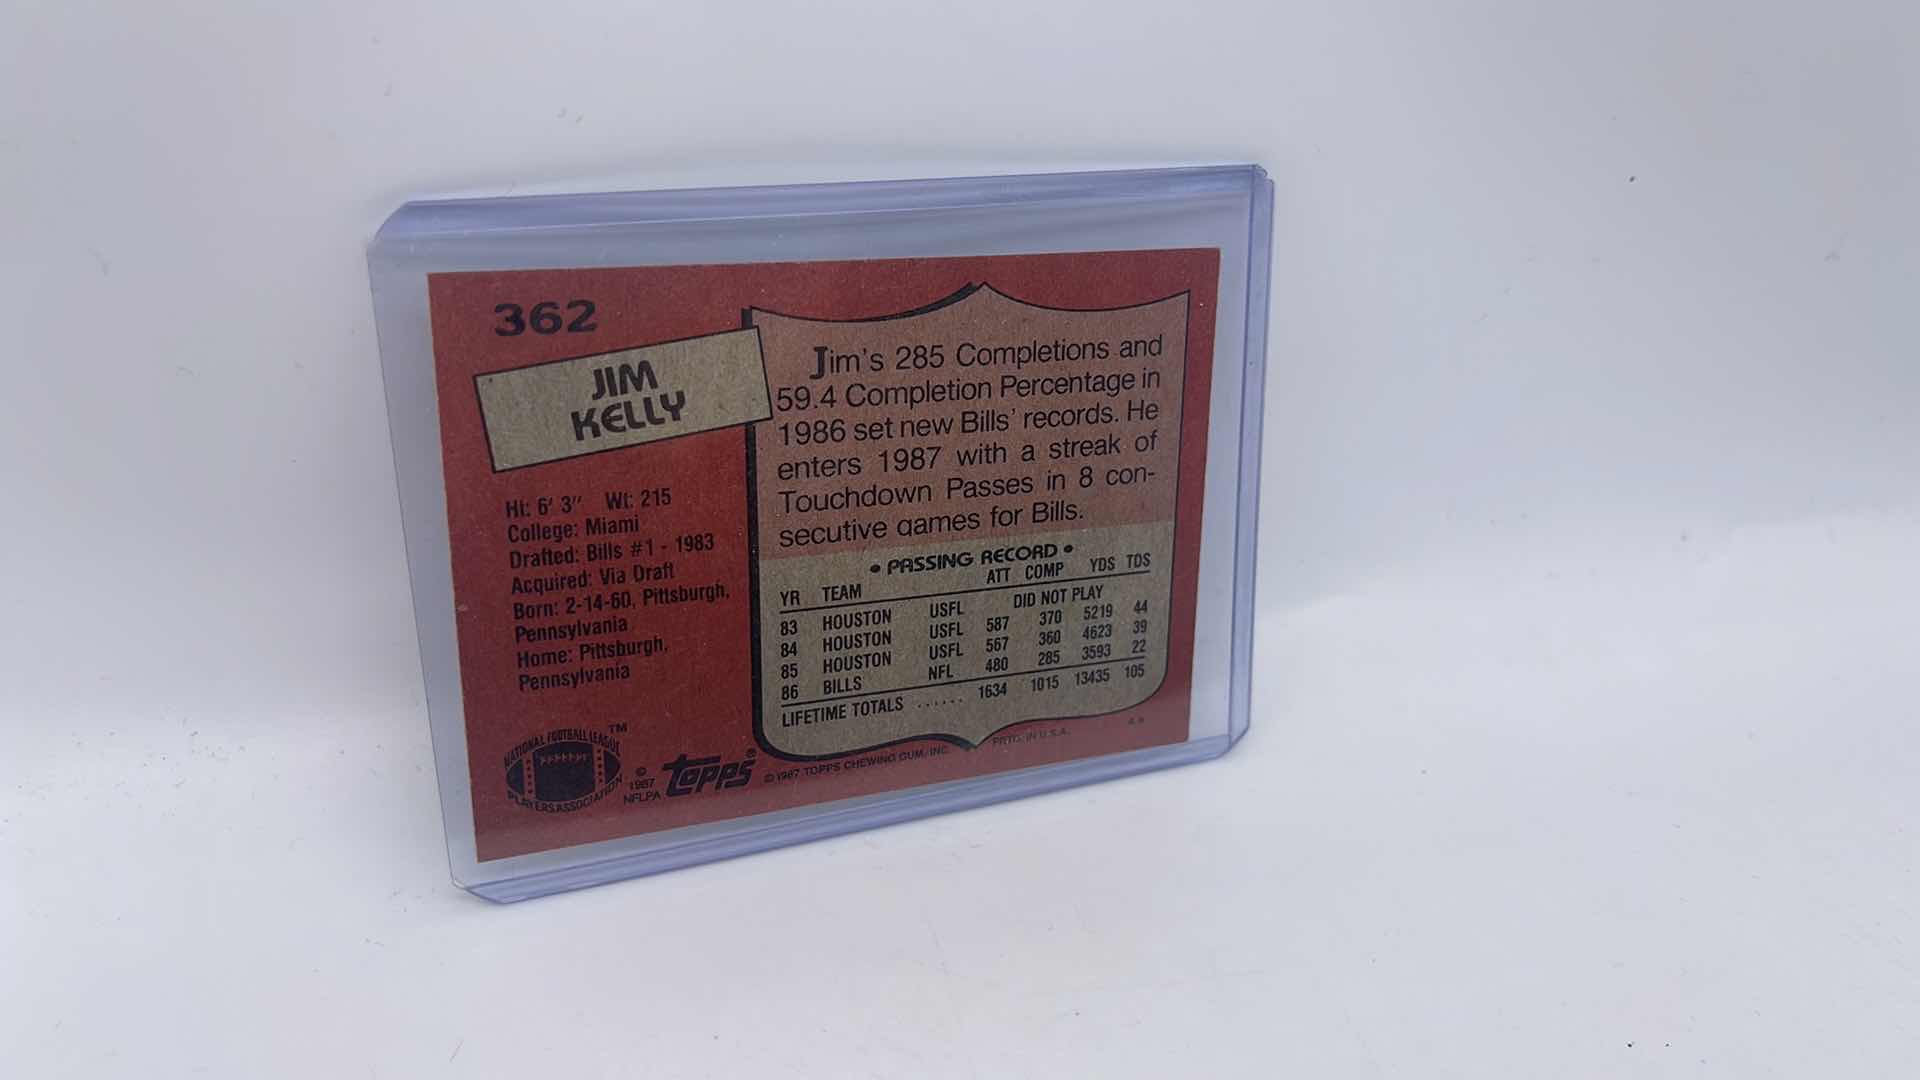 362
JIM
KELLY
Ht: 6' 3" Wt: 215
College: Miami
Drafted: Bills #1 - 1983
Acquired: Via Draft
Born: 2-14-60, Pittsburgh,
Pennsylvania
Home: Pittsburgh,
Pennsylvania
NATIONAL FOOTBALL LEAGUE
PLAYERS ASSOCIATION
TM
© 1987 NFLPA
TOPPS®
Jim's 285 Completions and
59.4 Completion Percentage in
1986 set new Bills' records. He
enters 1987 with a streak of
Touchdown Passes in 8 con-
secutive games for Bills.
• PASSING RECORD •
YR TEAM ATT COMP YDS TDS
83 HOUSTON USFL DID NOT PLAY
84 HOUSTON USFL 587 370 5219 44
85 HOUSTON USFL 567 360 4623 39
86 BILLS NFL 480 285 3593 22
LIFETIME TOTALS ...... 1634 1015 13435 105
© 1987 TOPPS CHEWING GUM, INC. PRTD. IN U.S.A.